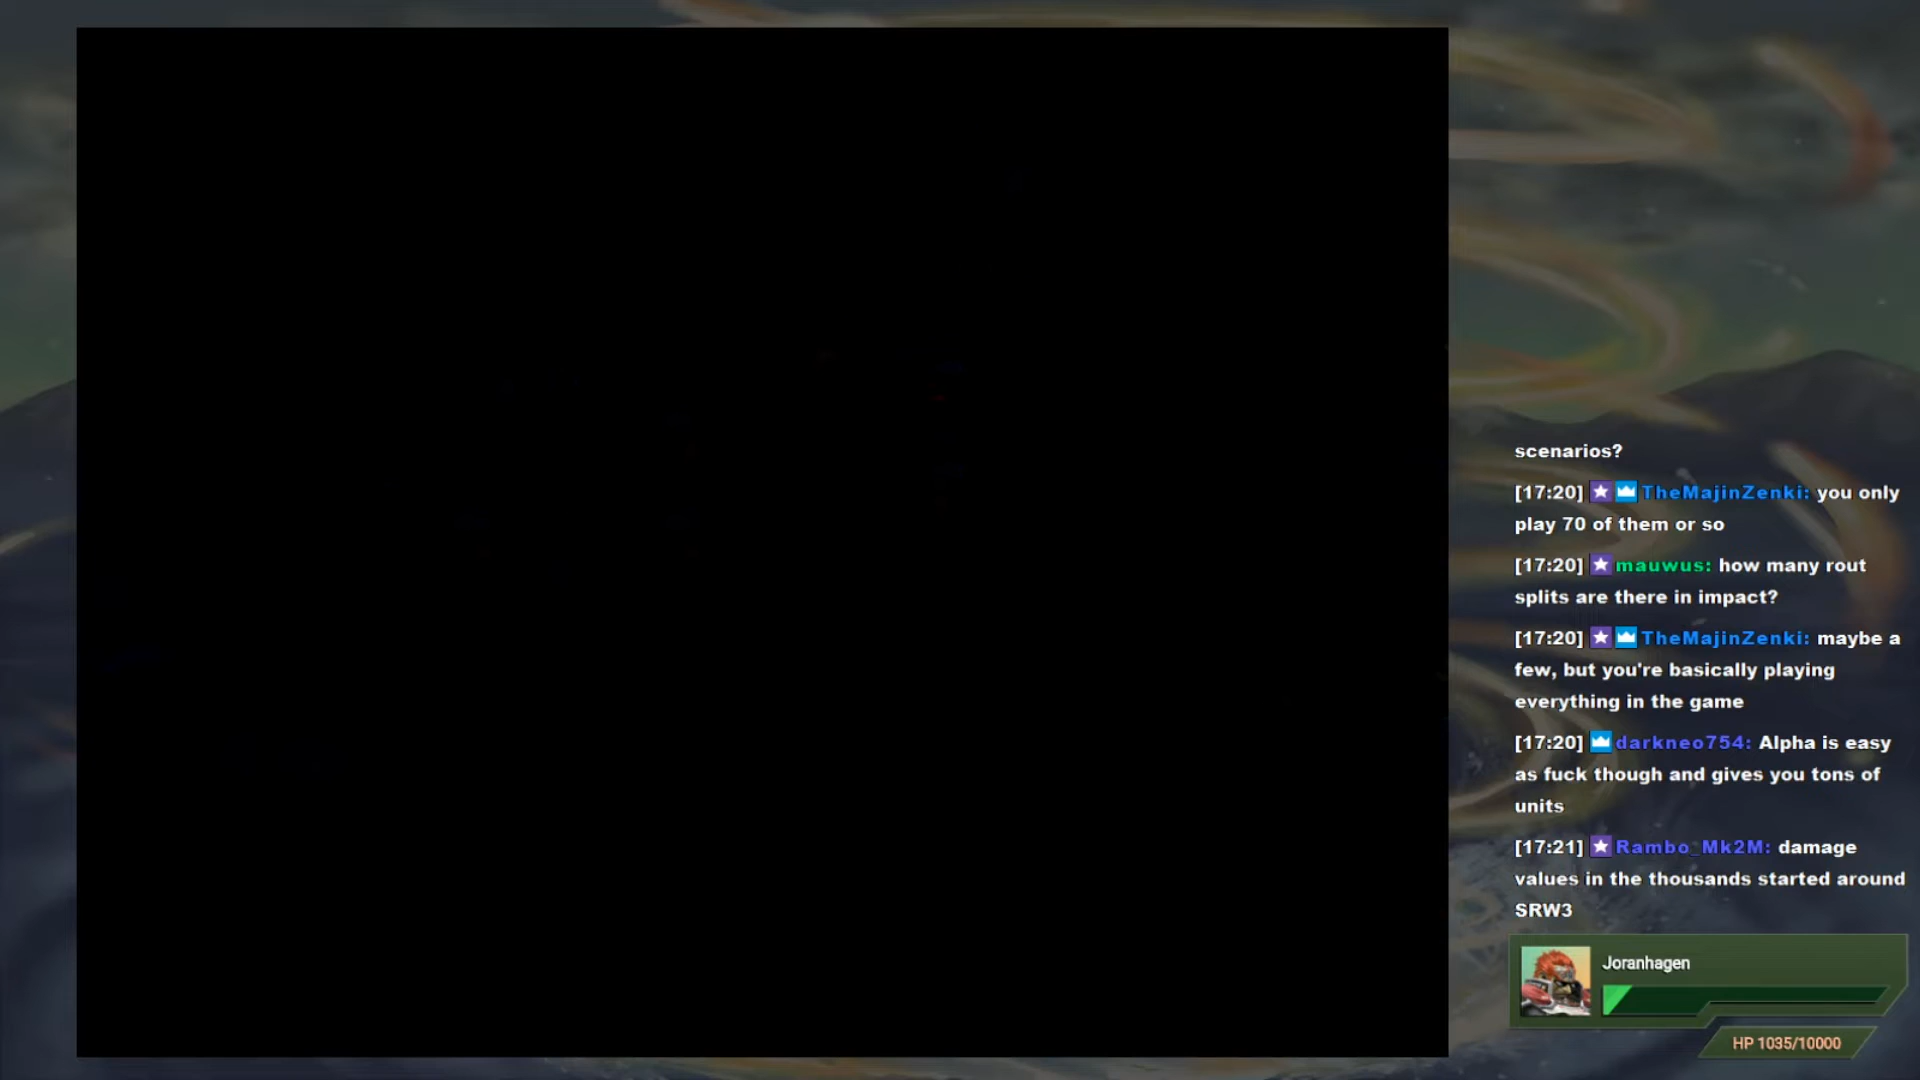 scenarios?
[17:20] TheMajinZenki: you only
play 70 of them or so
[17:20] mauwus: how many rout
splits are there in impact?
[17:20] TheMajinZenki: maybe a
few, but you're basically playing
everything in the game
[17:20] darkneo754: Alpha is easy
as fuck though and gives you tons of
units
[17:21] Rambo_Mk2M: damage
values in the thousands started around
SRW3
Joranhagen
HP 1035/10000